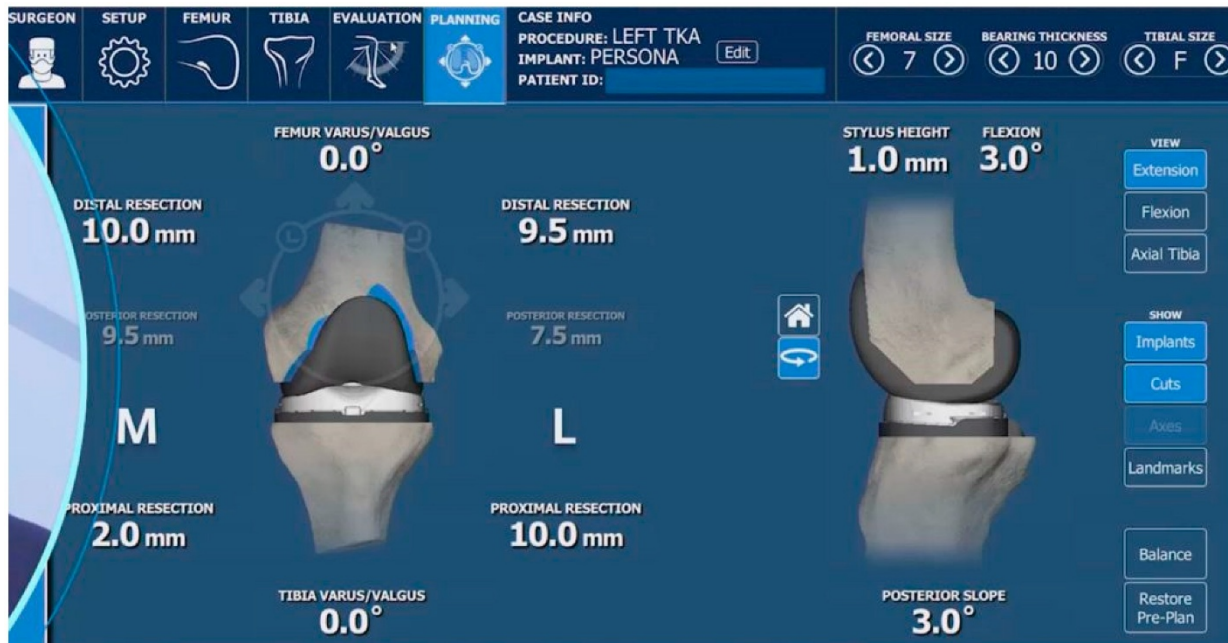 SURGEON
SETUP
FEMUR
TIBIA
EVALUATION
PLANNING
CASE INFO
PROCEDURE: LEFT TKA
IMPLANT: PERSONA
Edit
PATIENT ID:
FEMORAL SIZE
7
BEARING THICKNESS
10
TIBIAL SIZE
F
FEMUR VARUS/VALGUS
0.0°
STYLUS HEIGHT
1.0 mm
FLEXION
3.0°
VIEW
Extension
Flexion
Axial Tibia
DISTAL RESECTION
10.0 mm
DISTAL RESECTION
9.5 mm
POSTERIOR RESECTION
9.5 mm
POSTERIOR RESECTION
7.5 mm
SHOW
Implants
Cuts
Axes
Landmarks
M
L
PROXIMAL RESECTION
2.0 mm
PROXIMAL RESECTION
10.0 mm
Balance
Restore
Pre-Plan
TIBIA VARUS/VALGUS
0.0°
POSTERIOR SLOPE
3.0°